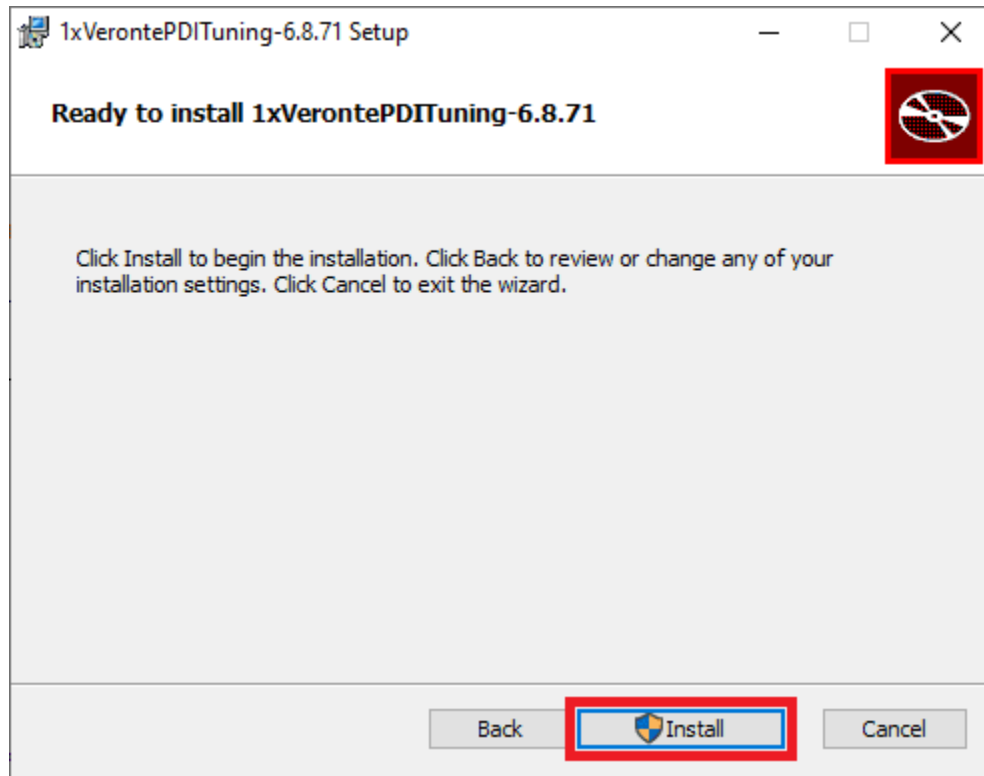 1xVerontePDITuning-6.8.71 Setup
Ready to install 1xVerontePDITuning-6.8.71
Click Install to begin the installation. Click Back to review or change any of your
installation settings. Click Cancel to exit the wizard.
Back
Install
Cancel